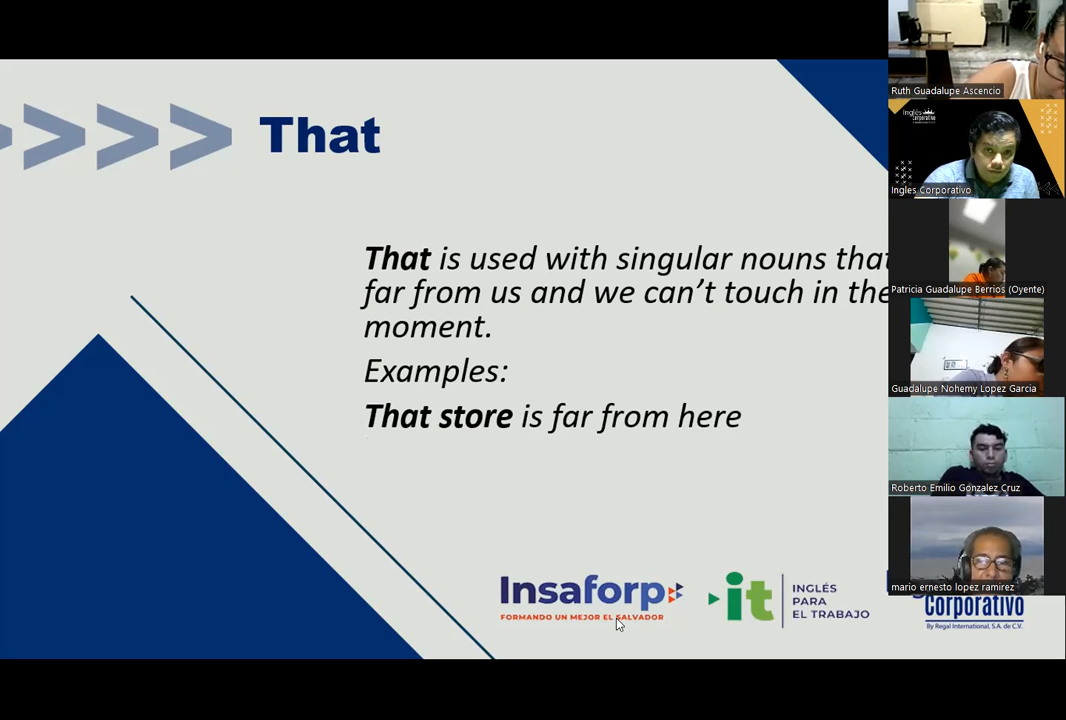 That
That is used with singular nouns that
far from us and we can't touch in the
moment.
Examples:
That store is far from here
Insaforp
FORMANDO UN MEJOR EL SALVADOR
it
INGLÉS
PARA
EL TRABAJO
Corporativo
By Regal International, S.A. de C.V.
Ruth Guadalupe Ascencio
Inglés
Corporativo
Ingles Corporativo
Patricia Guadalupe Berrios (Oyente)
Guadalupe Nohemy Lopez Garcia
Roberto Emilio Gonzalez Cruz
mario ernesto lopez ramirez